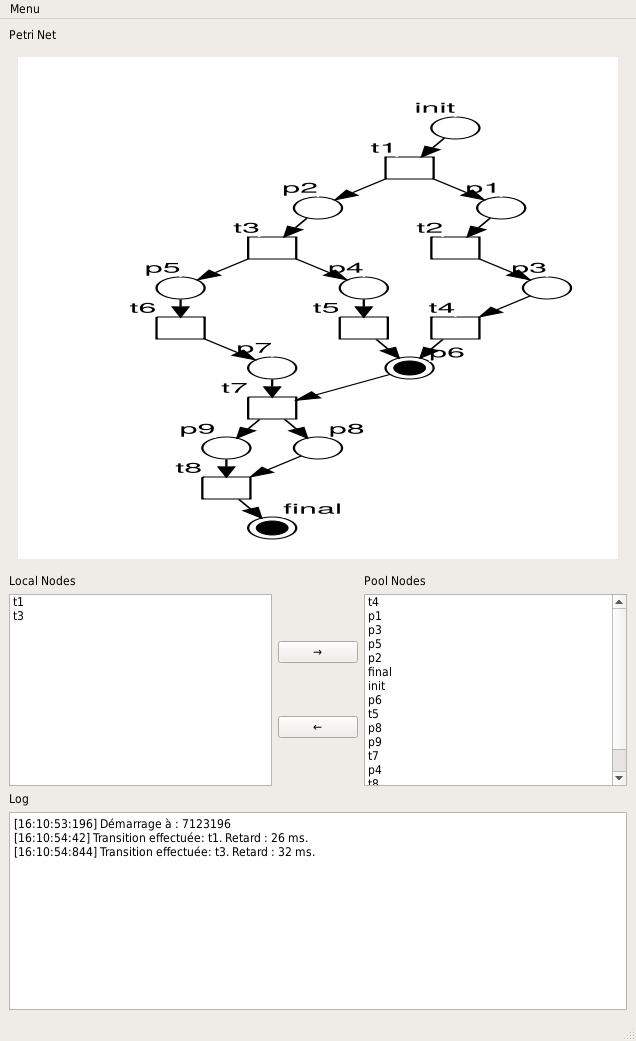 Menu
Petri Net
init
t1
p2
p1
t3
t2
p5
p4
p3
t6
t5
t4
p7
p6
t7
p9
p8
t8
final
Local Nodes
t1
t3
→
←
Pool Nodes
t4
p1
p3
p5
p2
final
init
p6
t5
p8
p9
t7
p4
t8
Log
[16:10:53:196] Démarrage à : 7123196
[16:10:54:42] Transition effectuée: t1. Retard : 26 ms.
[16:10:54:844] Transition effectuée: t3. Retard : 32 ms.